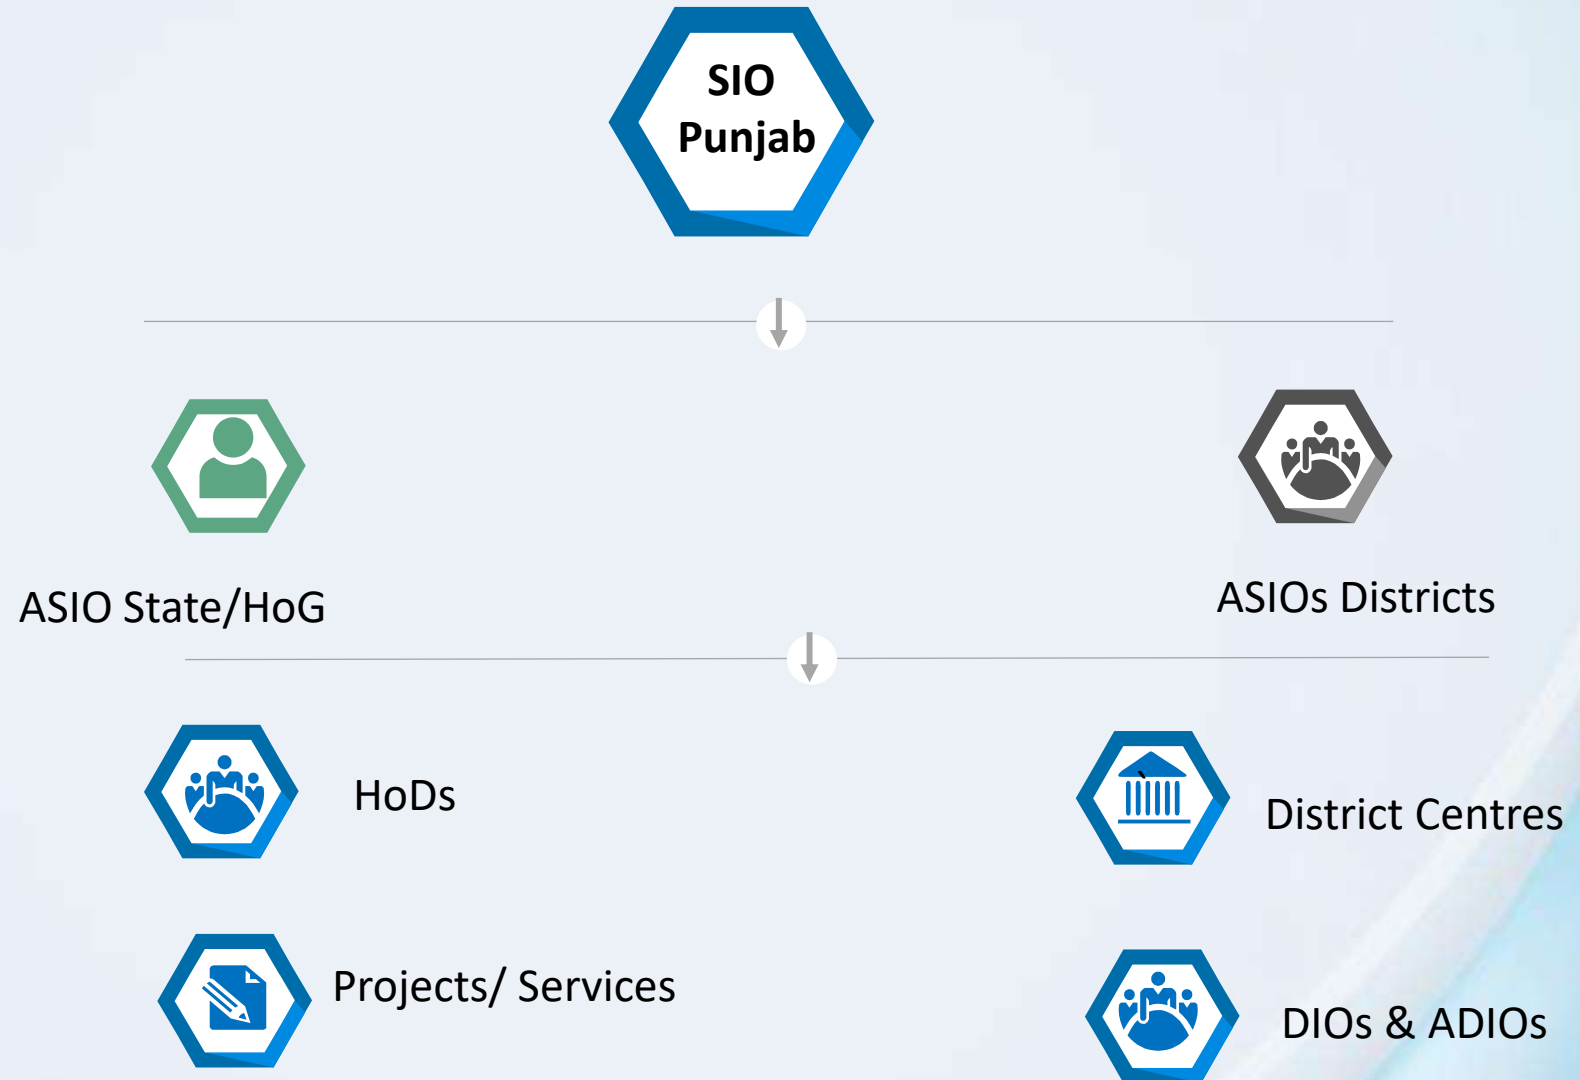 SIO
Punjab
ASIO State/HoG
ASIOs Districts
HoDs
District Centres
Projects/ Services
DIOs & ADIOs